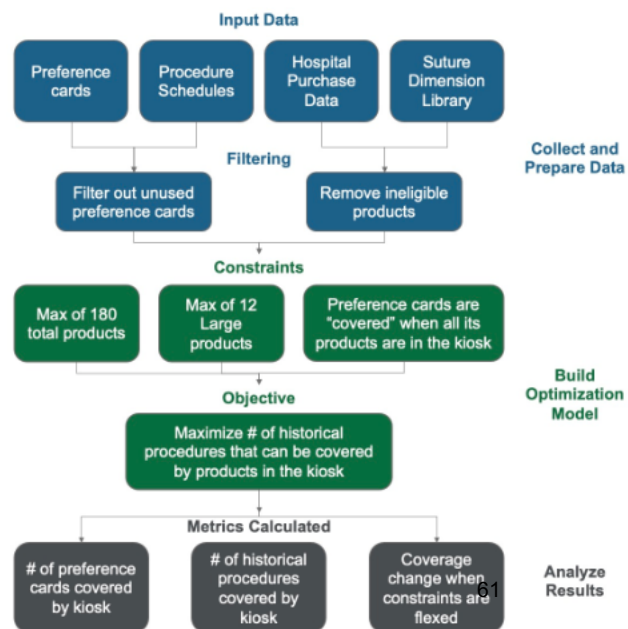 Input Data
Preference
cards
Procedure
Schedules
Hospital
Purchase
Data
Suture
Dimension
Library
Collect and
Prepare Data
Filtering
Filter out unused
preference cards
Remove ineligible
products
Constraints
Max of 180
total products
Max of 12
Large
products
Preference cards are
“covered” when all its
products are in the kiosk
Build
Optimization
Model
Objective
Maximize # of historical
procedures that can be covered
by products in the kiosk
Metrics Calculated
# of preference
cards covered
by kiosk
# of historical
procedures
covered by
kiosk
Coverage
change when
constraints are
flexed
61
Analyze
Results